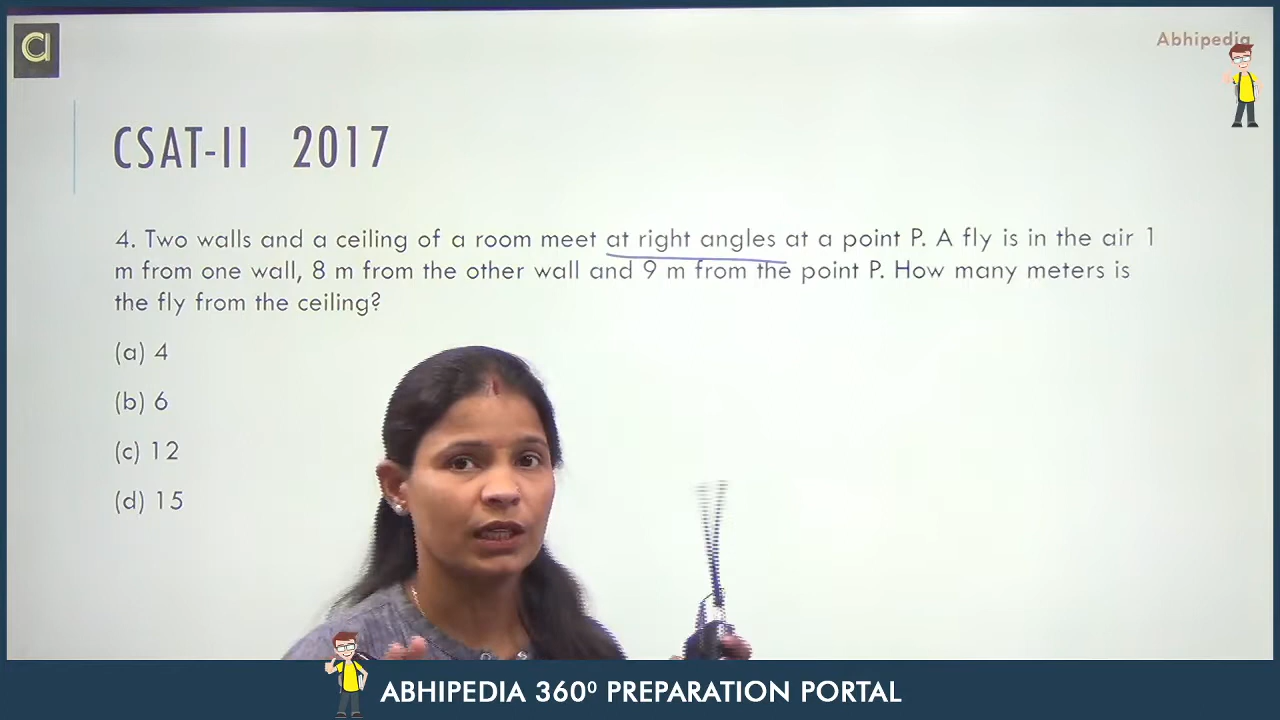 a
Abhipedia
CSAT-II 2017
4. Two walls and a ceiling of a room meet at right angles at a point P. A fly is in the air 1
m from one wall, 8 m from the other wall and 9 m from the point P. How many meters is
the fly from the ceiling?
(a) 4
(b) 6
(c) 12
(d) 15
ABHIPEDIA 360⁰ PREPARATION PORTAL